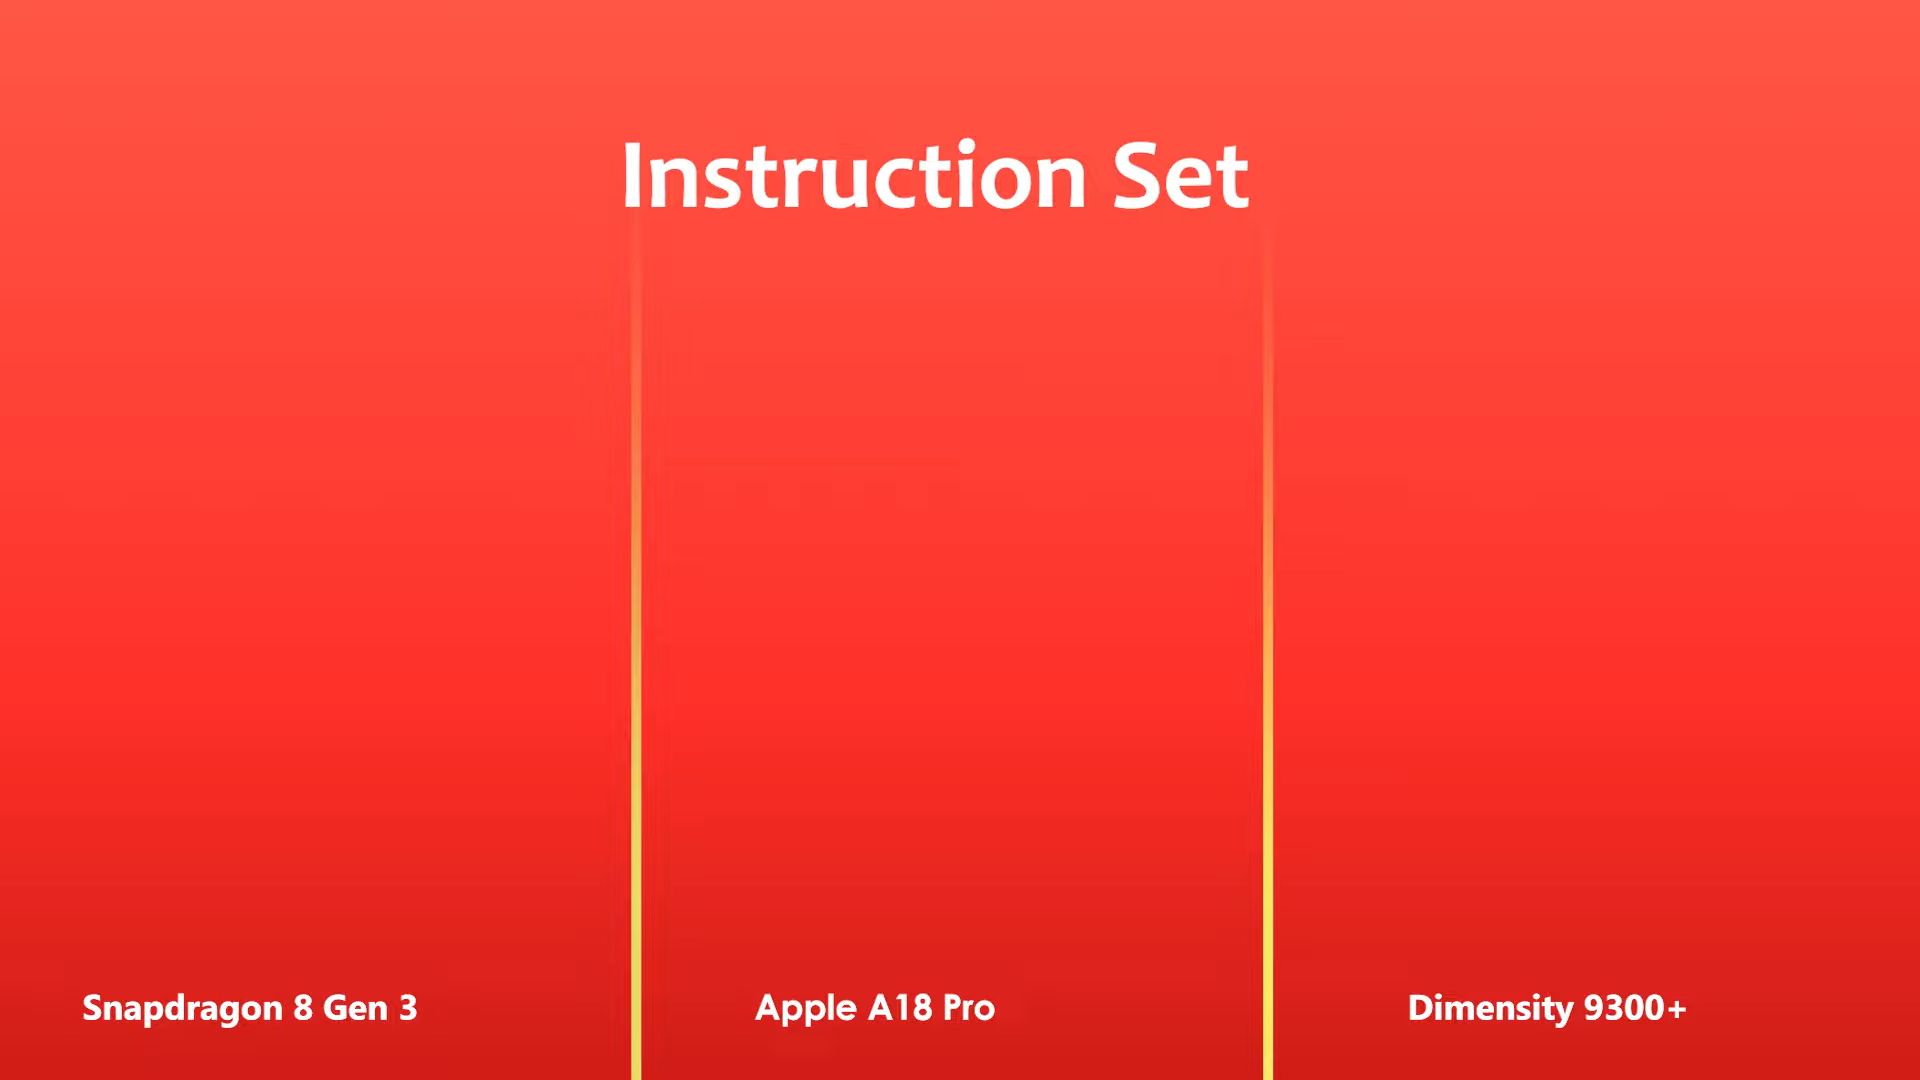 Instruction Set
Snapdragon 8 Gen 3
Apple A18 Pro
Dimensity 9300+